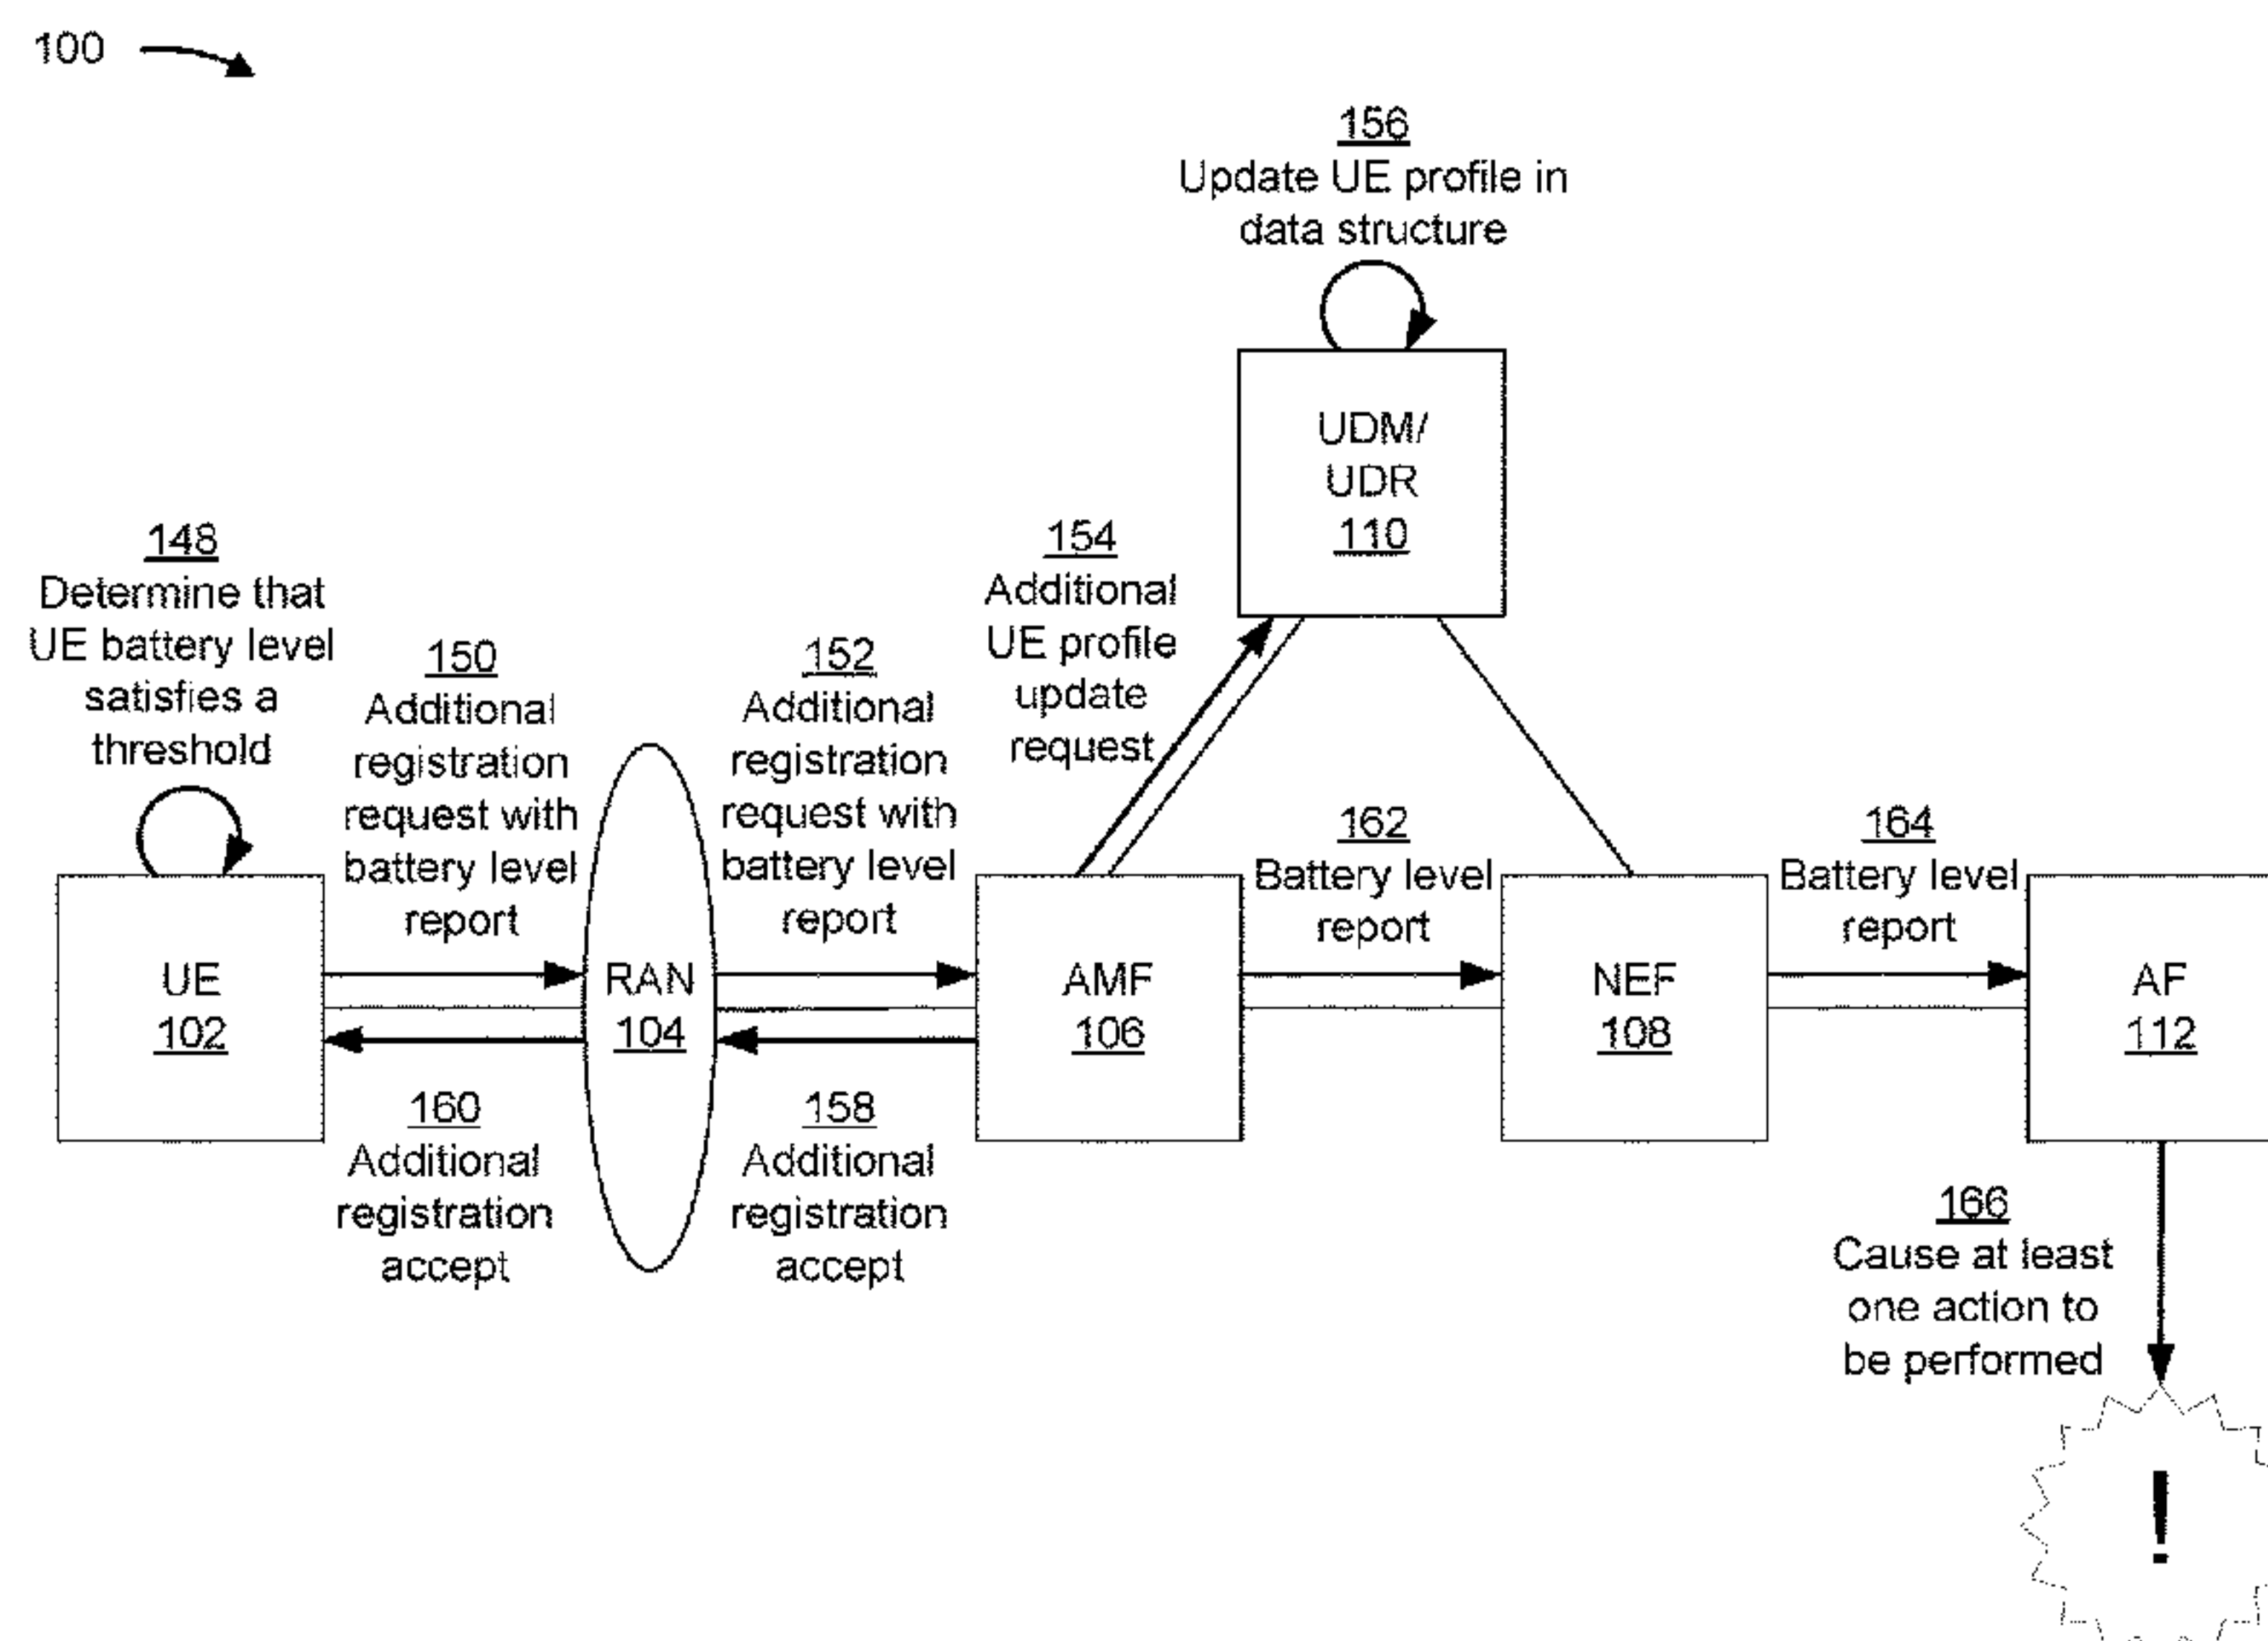 100
156
Update UE profile in
data structure
UDM/
UDR
110
148
Determine that
UE battery level
satisfies a
threshold
150
Additional
registration
request with
battery level
report
152
Additional
registration
request with
battery level
report
154
Additional
UE profile
update
request
162
Battery level
report
164
Battery level
report
UE
102
RAN
104
AMF
106
NEF
108
AF
112
160
Additional
registration
accept
158
Additional
registration
accept
166
Cause at least
one action to
be performed
!